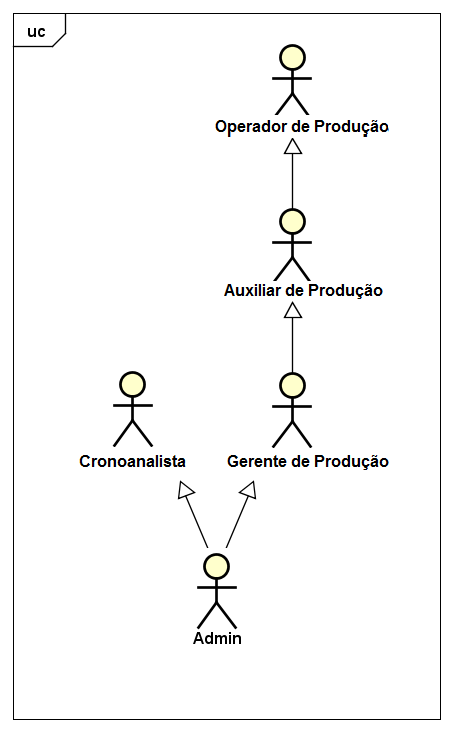 uc
Operador de Produção
Auxiliar de Produção
Cronoanalista
Gerente de Produção
Admin